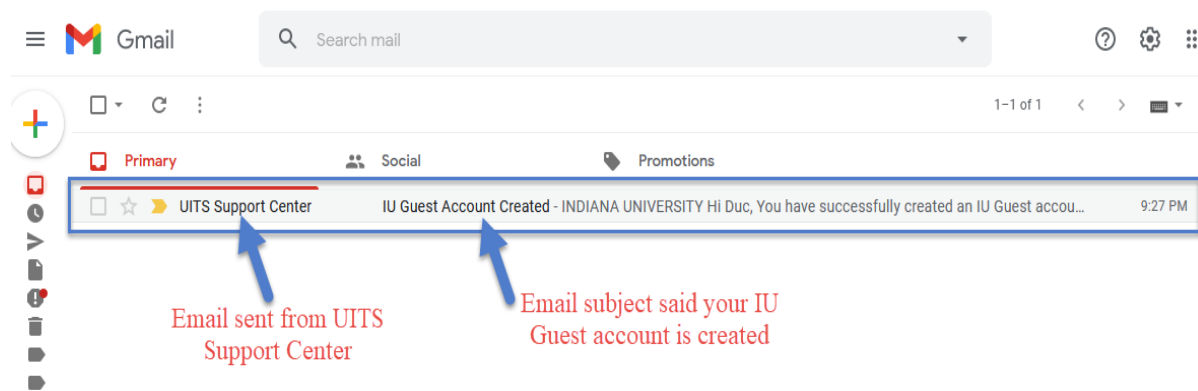 Gmail
Search mail
1–1 of 1
Primary
Social
Promotions
UITS Support Center
IU Guest Account Created - INDIANA UNIVERSITY Hi Duc, You have successfully created an IU Guest accou...
9:27 PM
Email sent from UITS
Support Center
Email subject said your IU
Guest account is created